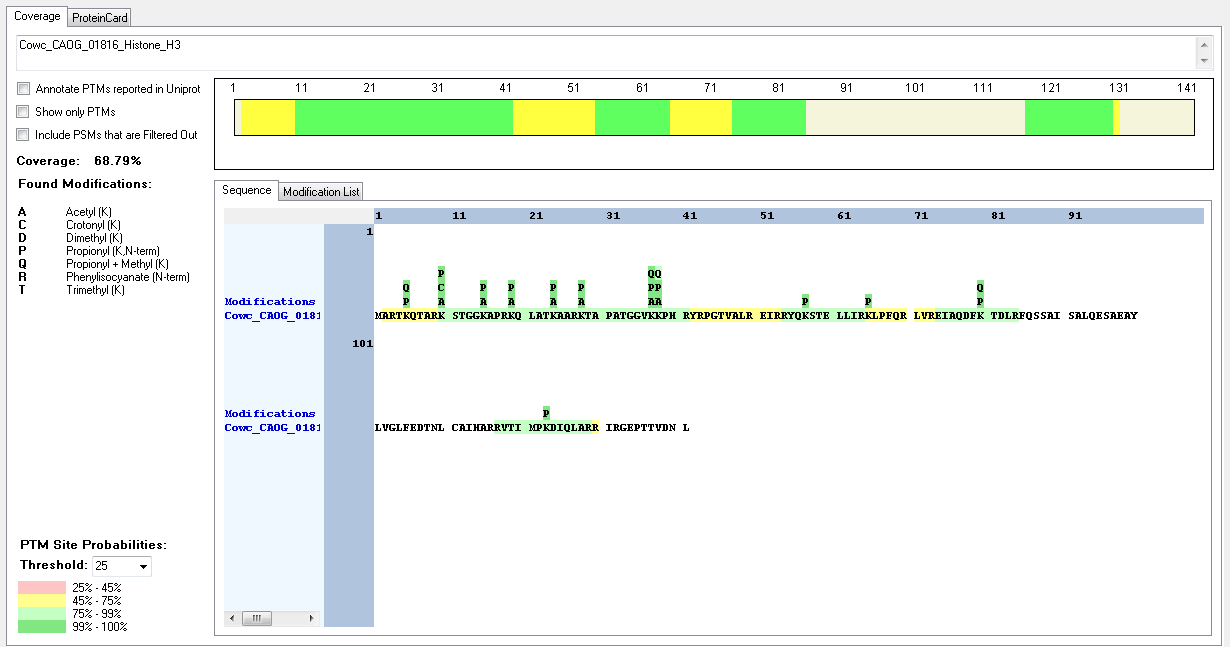 Coverage ProteinCard
Cowc_CAOG_01816_Histone_H3
Annotate PTMs reported in Uniprot
Show only PTMs
Include PSMs that are Filtered Out
Coverage: 68.79%
Found Modifications:
A Acetyl (K)
C Crotonyl (K)
D Dimethyl (K)
P Propionyl (K,N-term)
Q Propionyl + Methyl (K)
R Phenylisocyanate (N-term)
T Trimethyl (K)
1 11 21 31 41 51 61 71 81 91 101 111 121 131 141
Sequence Modification List
1 11 21 31 41 51 61 71 81 91
1
P QQ
Q C P P P P PP Q
Modifications P A A A A A AA P P P
Cowc_CAOG_0181 MARTKQTARK STGGKAPRKQ LATKAARKTA PATGGVKKPH RYRPGTVALR EIRRYQKSTE LLIRKLPFQR LVREIAQDFK TDLRFQSSAI SALQESAEAY
101
Modifications P
Cowc_CAOG_0181 LVGLFEDTNL CAIHARRVTI MPKDIQLARR IRGEPTTVDN L
PTM Site Probabilities:
Threshold: 25
25% - 45%
45% - 75%
75% - 99%
99% - 100%